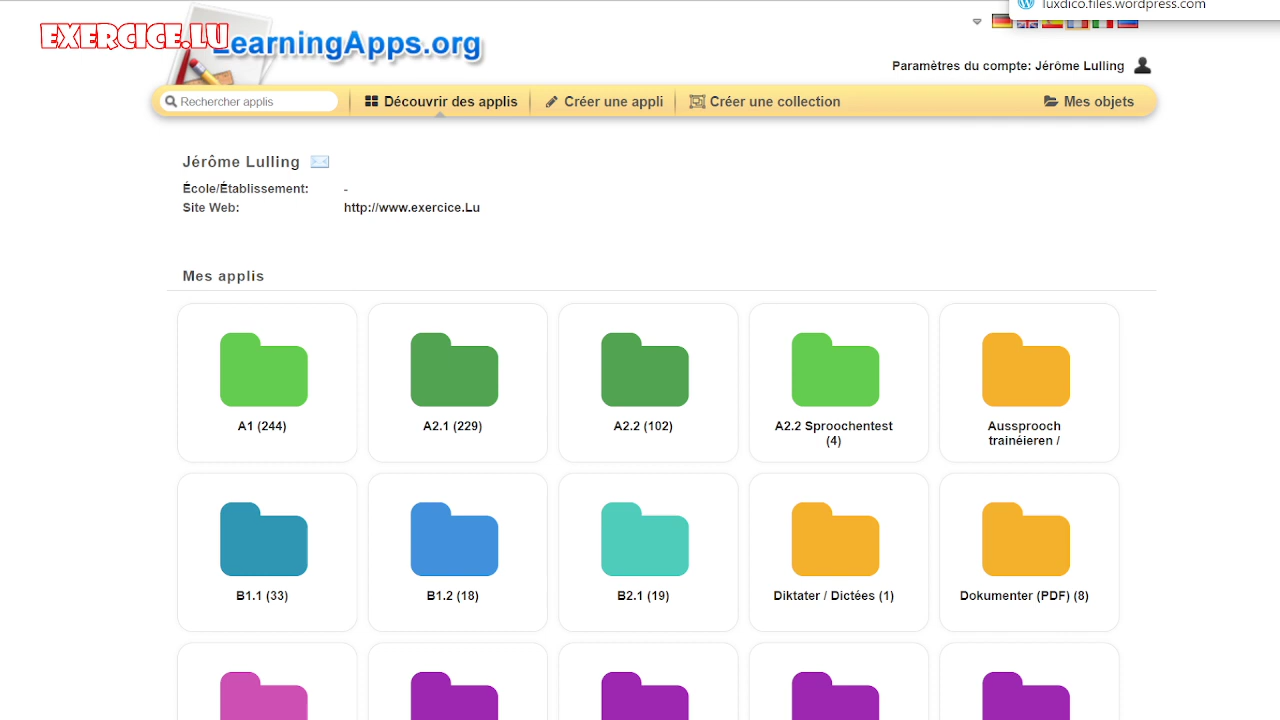 luxdico.files.wordpress.com
EXERCICE.LU
LearningApps.org
Paramètres du compte: Jérôme Lulling
Rechercher applis
Découvrir des applis
Créer une appli
Créer une collection
Mes objets
Jérôme Lulling
École/Établissement: -
Site Web: http://www.exercice.Lu
Mes applis
A1 (244)
A2.1 (229)
A2.2 (102)
A2.2 Sproochentest
(4)
Aussprooch
trainéieren /
B1.1 (33)
B1.2 (18)
B2.1 (19)
Diktater / Dictées (1)
Dokumenter (PDF) (8)